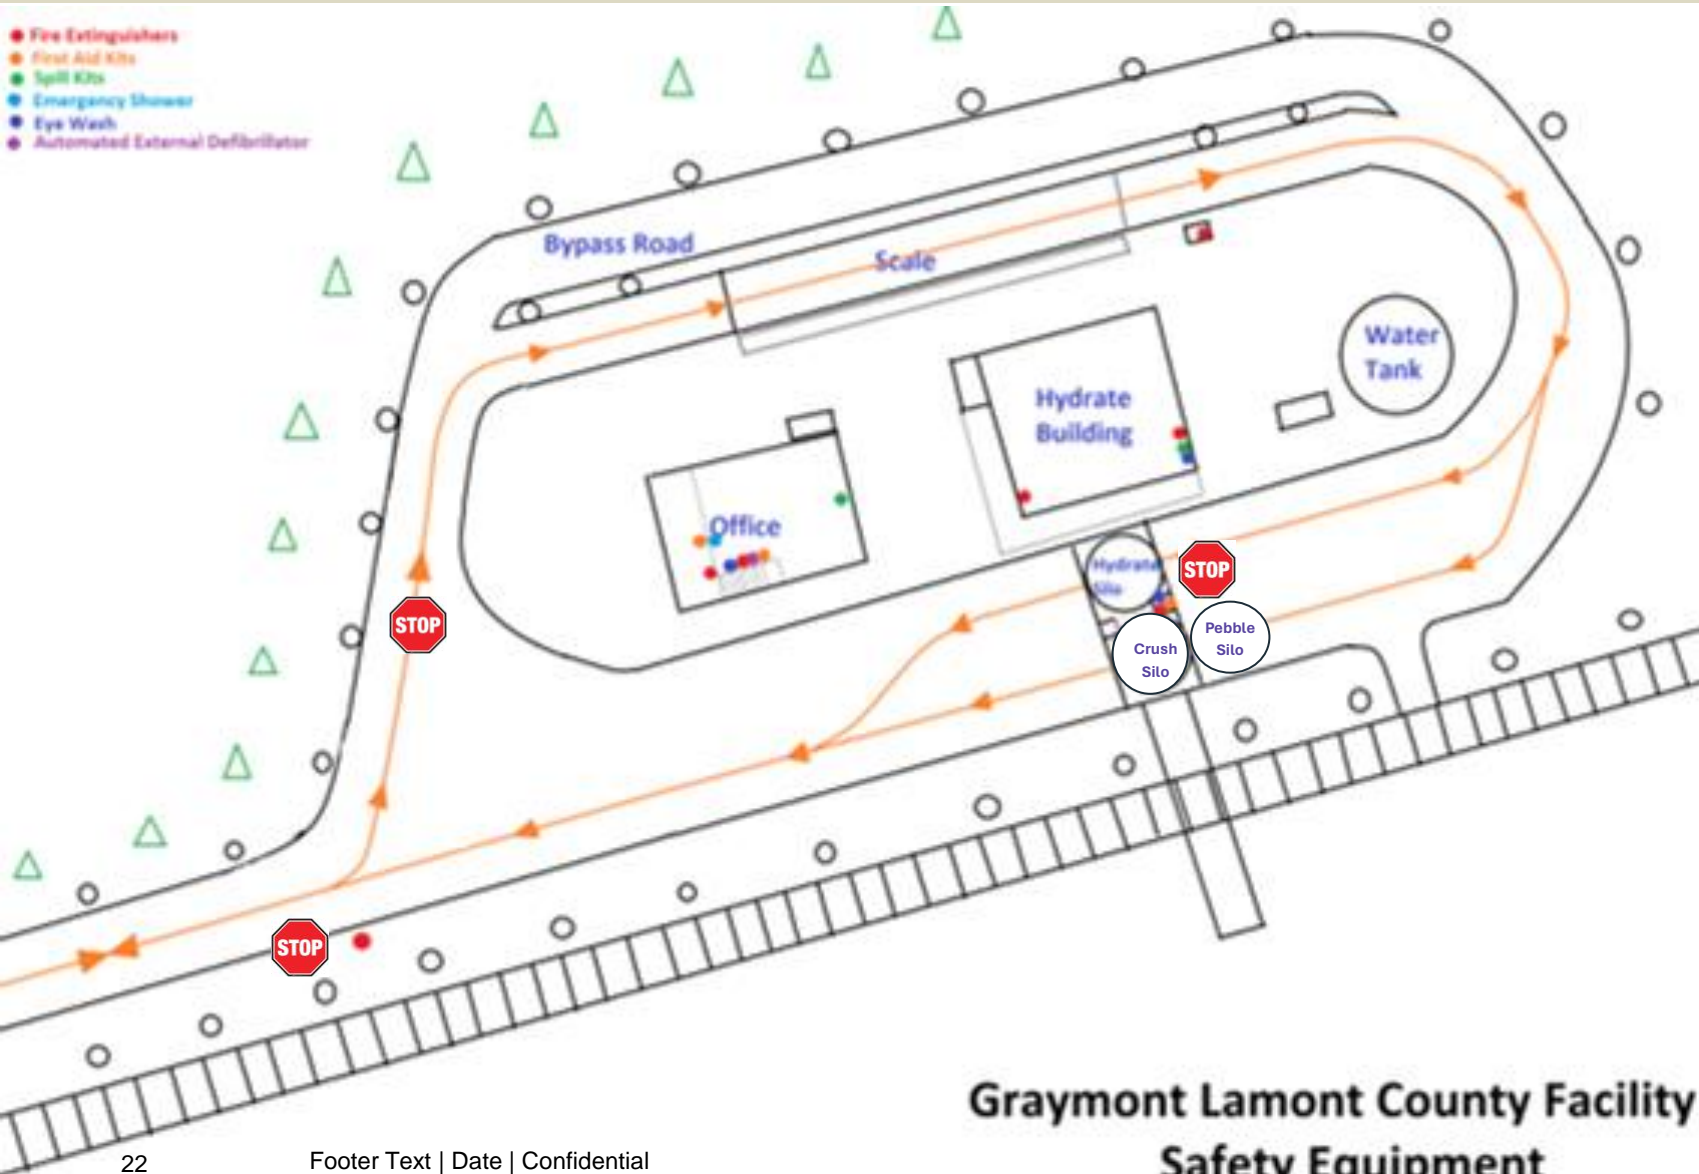 Fire Extinguishers
First Aid Kits
Spill Kits
Emergency Shower
Eye Wash
Automated External Defibrillator
Bypass Road
Scale
Water
Tank
Hydrate
Building
Office
Hydrate
Silo
STOP
STOP
Pebble
Silo
Crush
Silo
STOP
Graymont Lamont County Facility
Safety Equipment
22
Footer Text | Date | Confidential